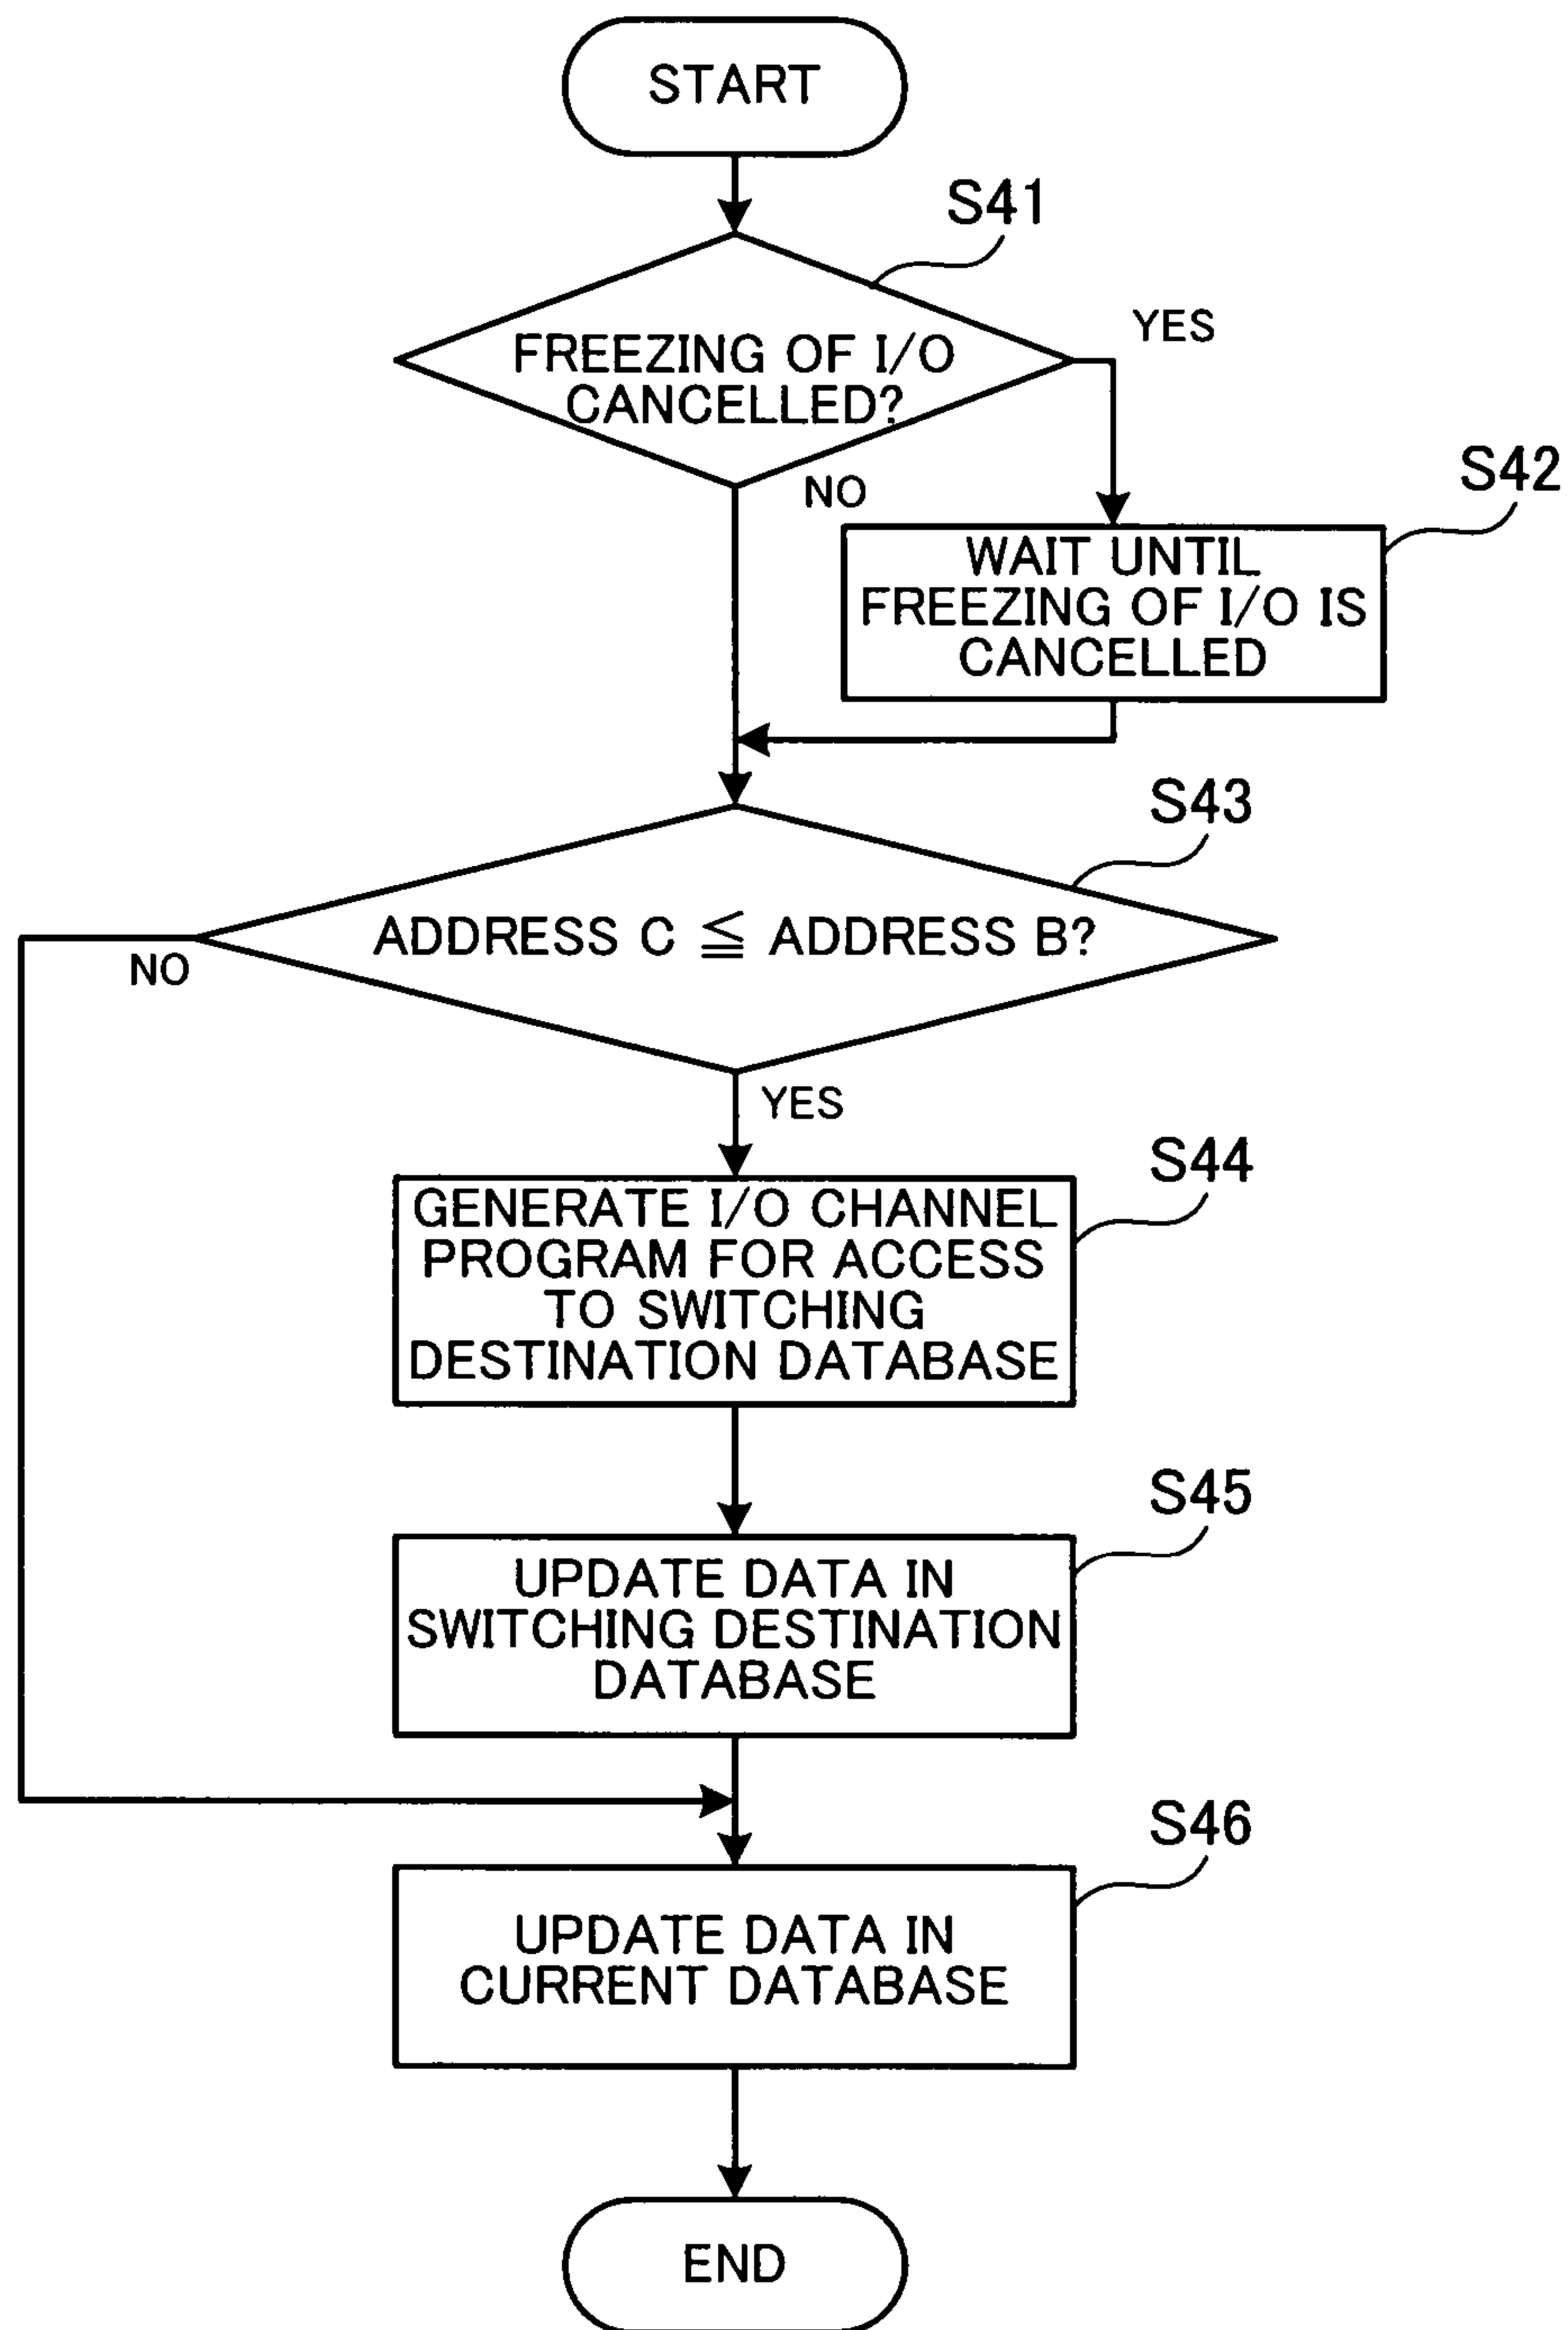 START
S41
FREEZING OF I/O
CANCELLED?
YES
NO
S42
WAIT UNTIL
FREEZING OF I/O IS
CANCELLED
S43
ADDRESS C ≦ ADDRESS B?
NO
YES
S44
GENERATE I/O CHANNEL
PROGRAM FOR ACCESS
TO SWITCHING
DESTINATION DATABASE
S45
UPDATE DATA IN
SWITCHING DESTINATION
DATABASE
S46
UPDATE DATA IN
CURRENT DATABASE
END